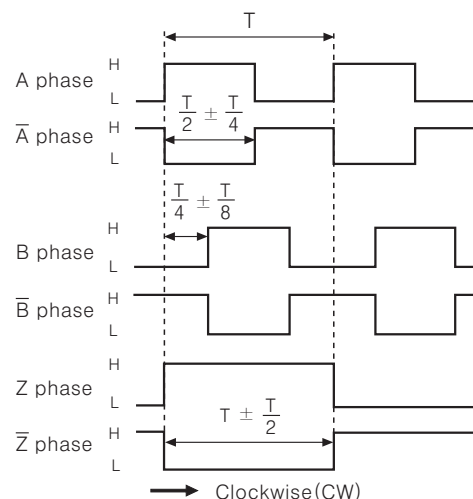 T
H
A phase
L
T/2 ± T/4
H
A̅ phase
L
T/4 ± T/8
H
B phase
L
H
B̅ phase
L
H
Z phase
L
T ± T/2
H
Z̅ phase
L
Clockwise(CW)